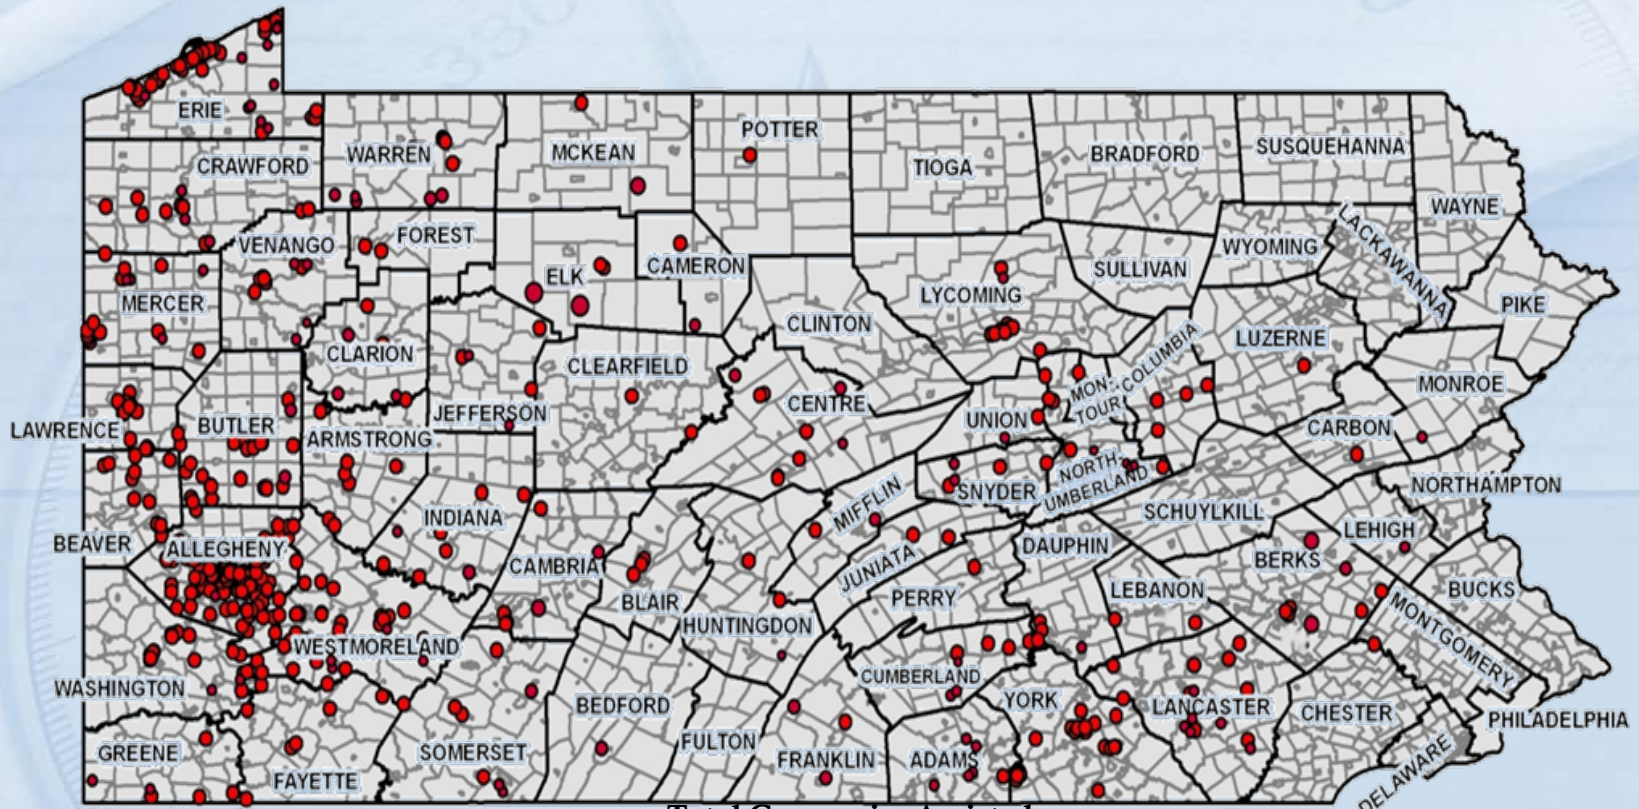 330
ERIE
CRAWFORD
WARREN
MCKEAN
POTTER
TIOGA
BRADFORD
SUSQUEHANNA
WAYNE
LACKAWANNA
WYOMING
VENANGO
FOREST
ELK
CAMERON
SULLIVAN
MERCER
LYCOMING
PIKE
CLINTON
LUZERNE
CLARION
CLEARFIELD
COLUMBIA
MONROE
MON-
TOUR
CENTRE
JEFFERSON
UNION
LAWRENCE
BUTLER
ARMSTRONG
CARBON
NORTH-
UMBERLAND
SNYDER
NORTHAMPTON
MIFFLIN
INDIANA
SCHUYLKILL
LEHIGH
BEAVER
ALLEGHENY
DAUPHIN
BERKS
JUNIATA
CAMBRIA
LEBANON
BUCKS
BLAIR
PERRY
HUNTINGDON
MONTGOMERY
WESTMORELAND
CUMBERLAND
WASHINGTON
BEDFORD
YORK
LANCASTER
CHESTER
PHILADELPHIA
GREENE
SOMERSET
FULTON
FRANKLIN
ADAMS
DELAWARE
FAYETTE